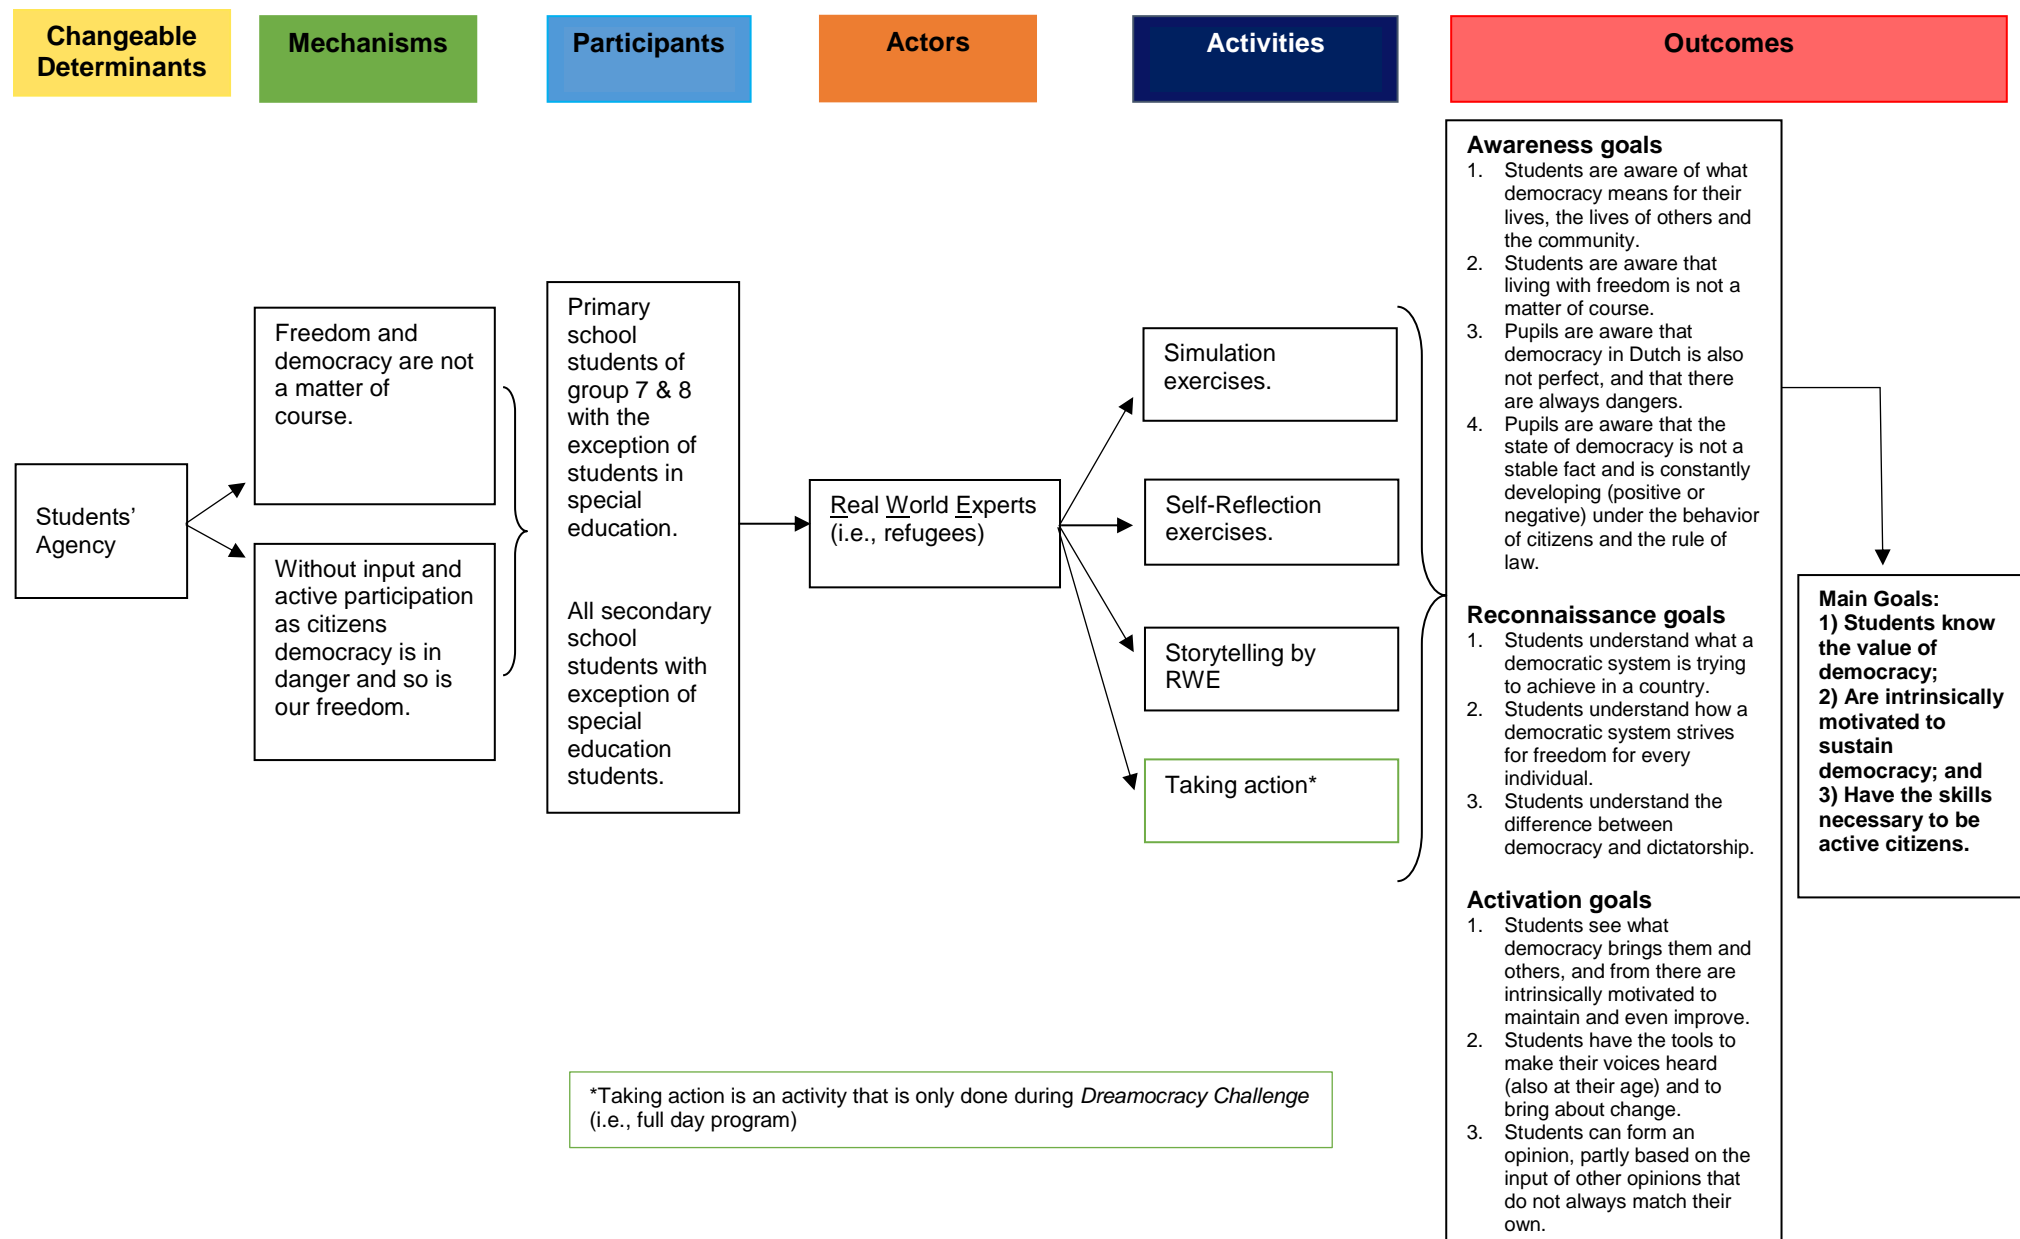 Changeable
Determinants
Mechanisms
Participants
Actors
Activities
Outcomes
Students’
Agency
Freedom and
democracy are not
a matter of
course.
Without input and
active participation
as citizens
democracy is in
danger and so is
our freedom.
Primary
school
students of
group 7 & 8
with the
exception of
students in
special
education.
All secondary
school
students with
exception of
special
education
students.
Real World Experts
(i.e., refugees)
Simulation
exercises.
Self-Reflection
exercises.
Storytelling by
RWE
Taking action*
Awareness goals
1. Students are aware of what
democracy means for their
lives, the lives of others and
the community.
2. Students are aware that
living with freedom is not a
matter of course.
3. Pupils are aware that
democracy in Dutch is also
not perfect, and that there
are always dangers.
4. Pupils are aware that the
state of democracy is not a
stable fact and is constantly
developing (positive or
negative) under the behavior
of citizens and the rule of
law.
Reconnaissance goals
1. Students understand what a
democratic system is trying
to achieve in a country.
2. Students understand how a
democratic system strives
for freedom for every
individual.
3. Students understand the
difference between
democracy and dictatorship.
Activation goals
1. Students see what
democracy brings them and
others, and from there are
intrinsically motivated to
maintain and even improve.
2. Students have the tools to
make their voices heard
(also at their age) and to
bring about change.
3. Students can form an
opinion, partly based on the
input of other opinions that
do not always match their
own.
Main Goals:
1) Students know
the value of
democracy;
2) Are intrinsically
motivated to
sustain
democracy; and
3) Have the skills
necessary to be
active citizens.
*Taking action is an activity that is only done during Dreamocracy Challenge
(i.e., full day program)